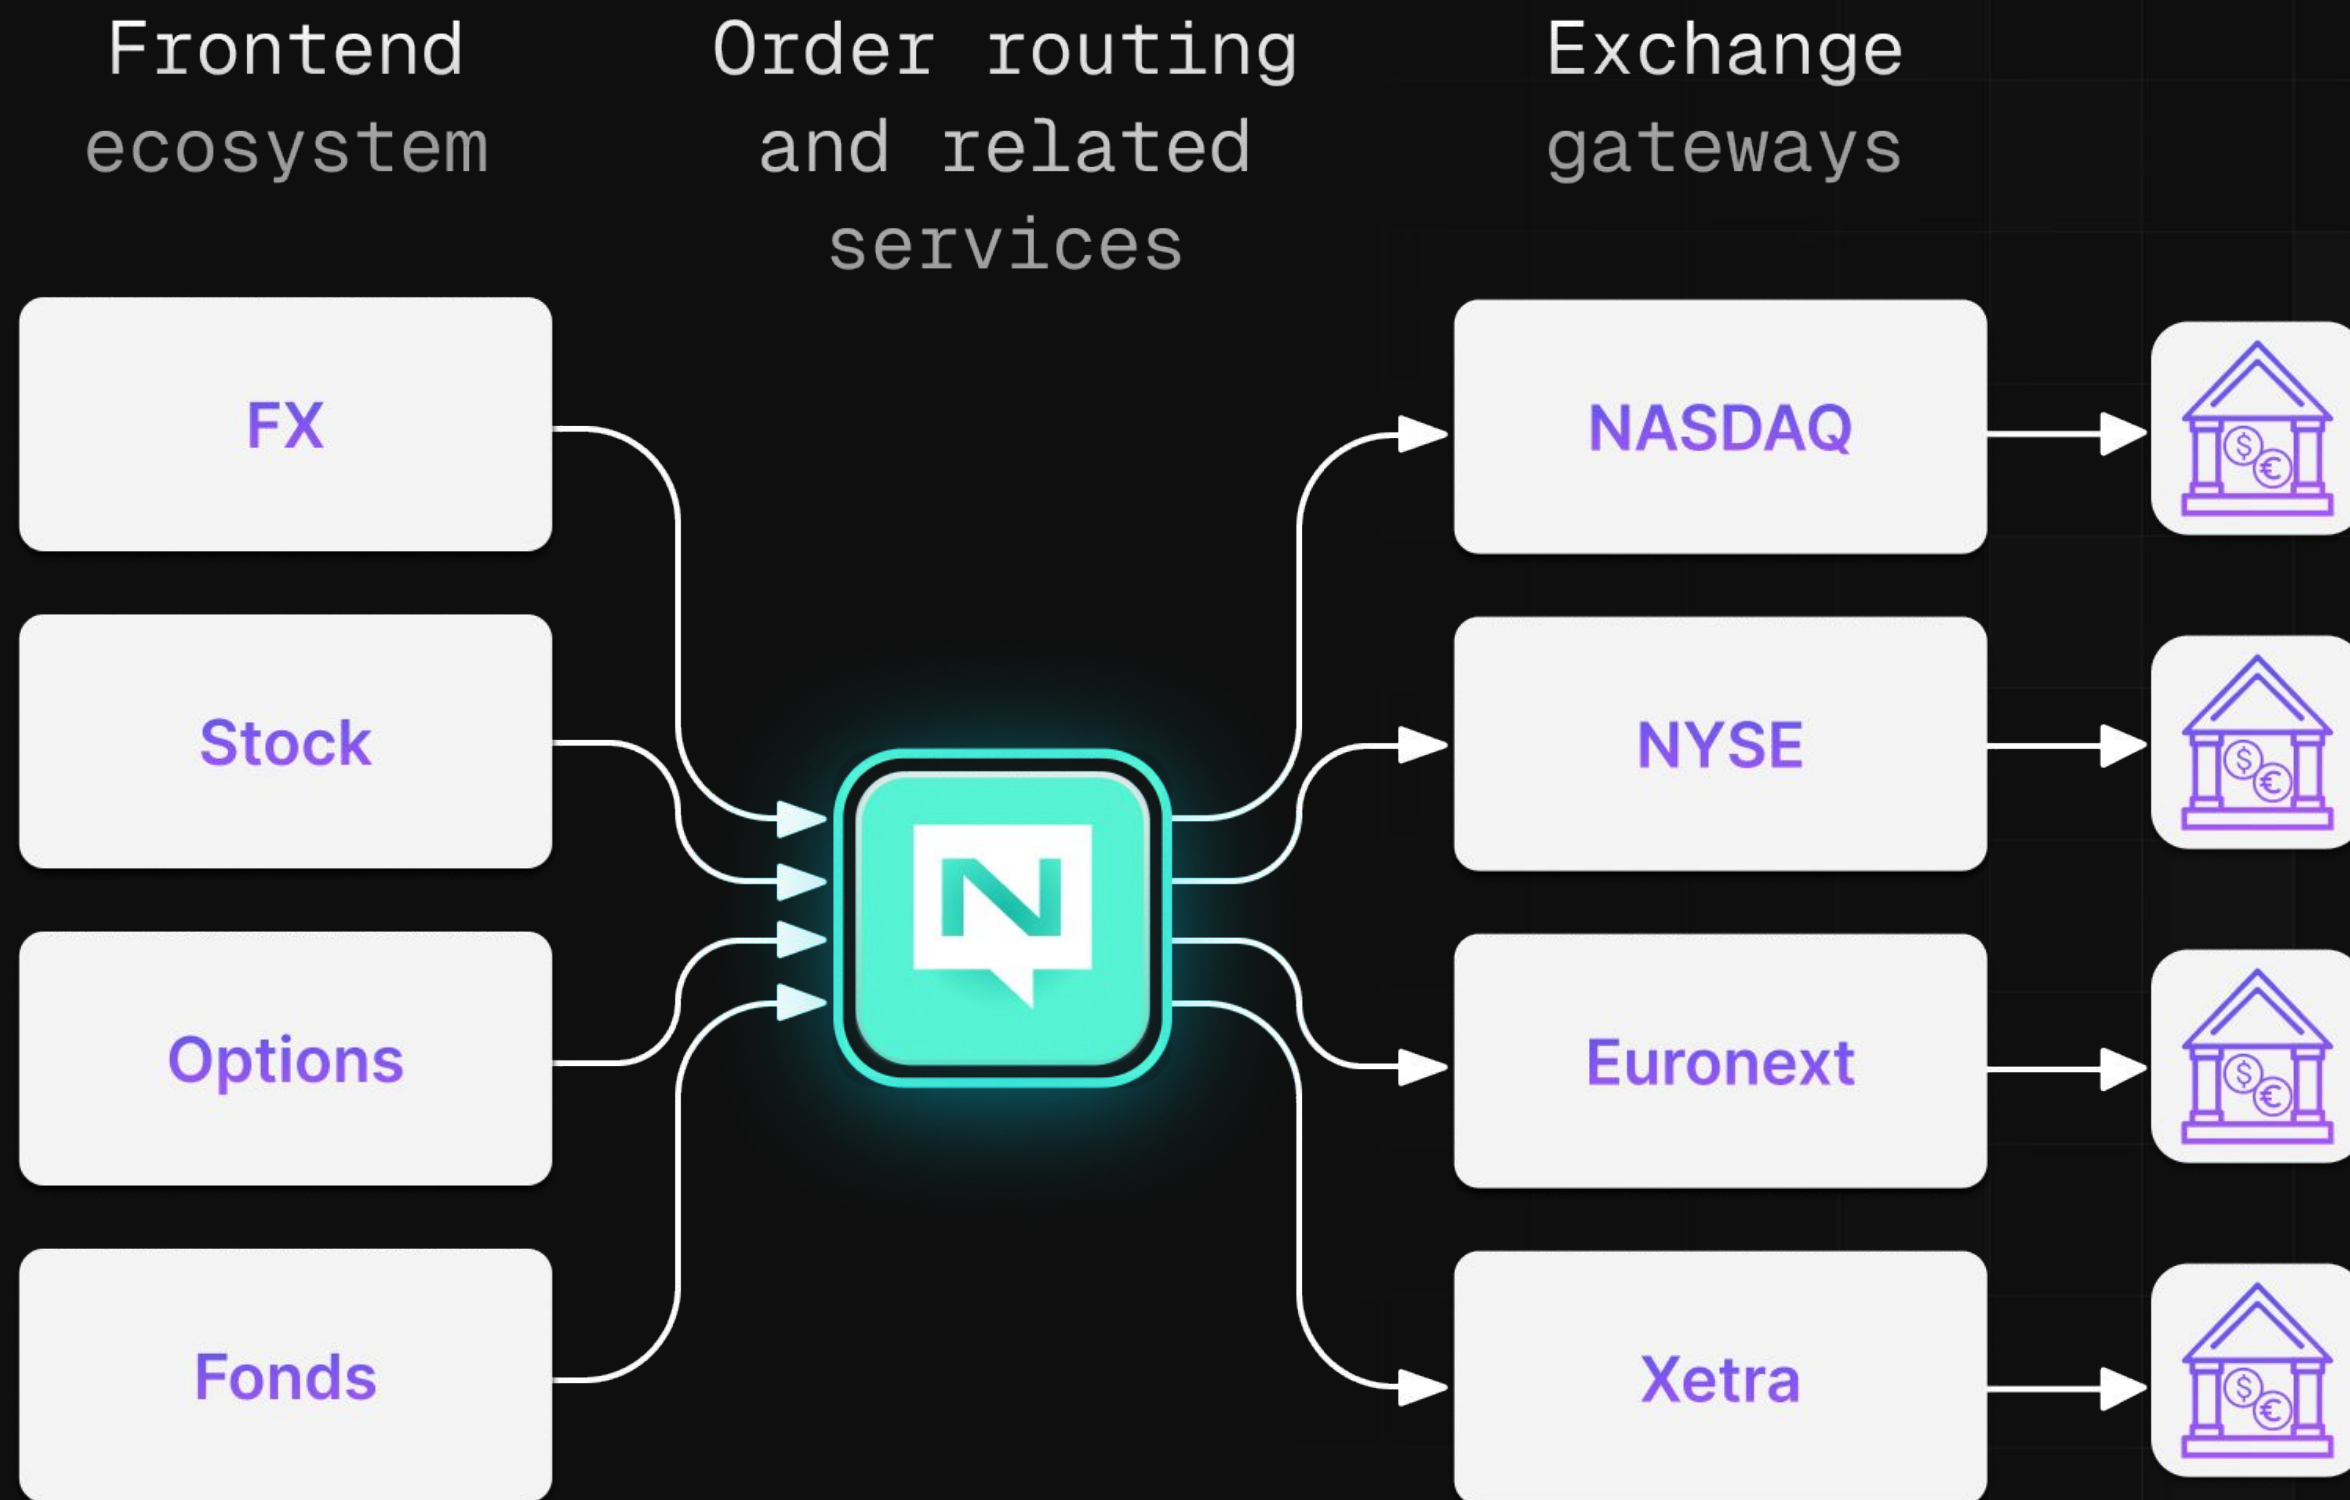 Frontend
ecosystem
Order routing
and related
services
Exchange
gateways
FX
Stock
Options
Fonds
N
NASDAQ
NYSE
Euronext
Xetra
$
€
$
€
$
€
$
€